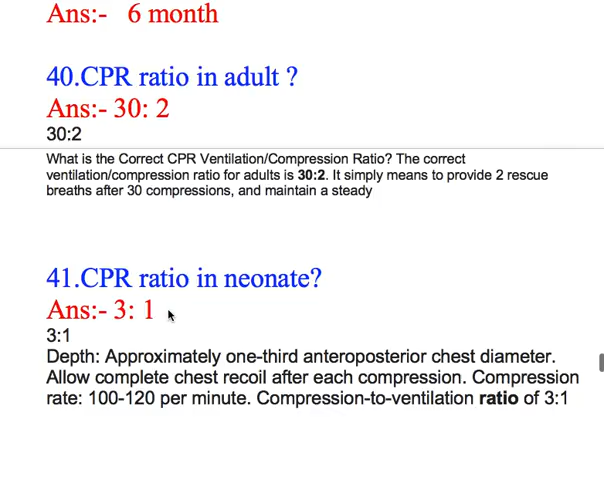 Ans:- 6 month
40.CPR ratio in adult ?
Ans:- 30: 2
30:2
What is the Correct CPR Ventilation/Compression Ratio? The correct
ventilation/compression ratio for adults is 30:2. It simply means to provide 2 rescue
breaths after 30 compressions, and maintain a steady
41.CPR ratio in neonate?
Ans:- 3: 1
3:1
Depth: Approximately one-third anteroposterior chest diameter.
Allow complete chest recoil after each compression. Compression
rate: 100-120 per minute. Compression-to-ventilation ratio of 3:1